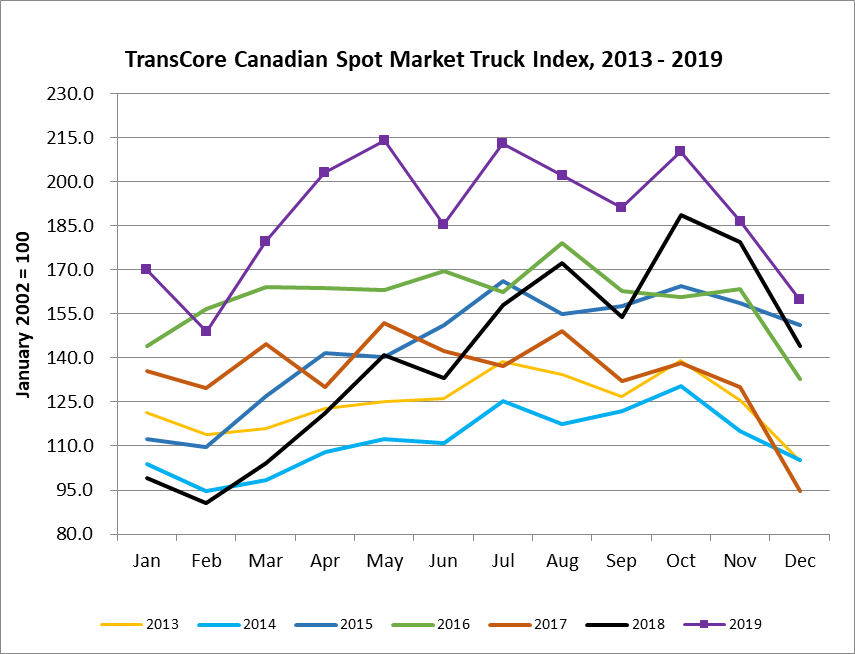 TransCore Canadian Spot Market Truck Index, 2013 - 2019
January 2002 = 100
230.0
215.0
200.0
185.0
170.0
155.0
140.0
125.0
110.0
95.0
80.0
Jan Feb Mar Apr May Jun Jul Aug Sep Oct Nov Dec
2013 2014 2015 2016 2017 2018 2019